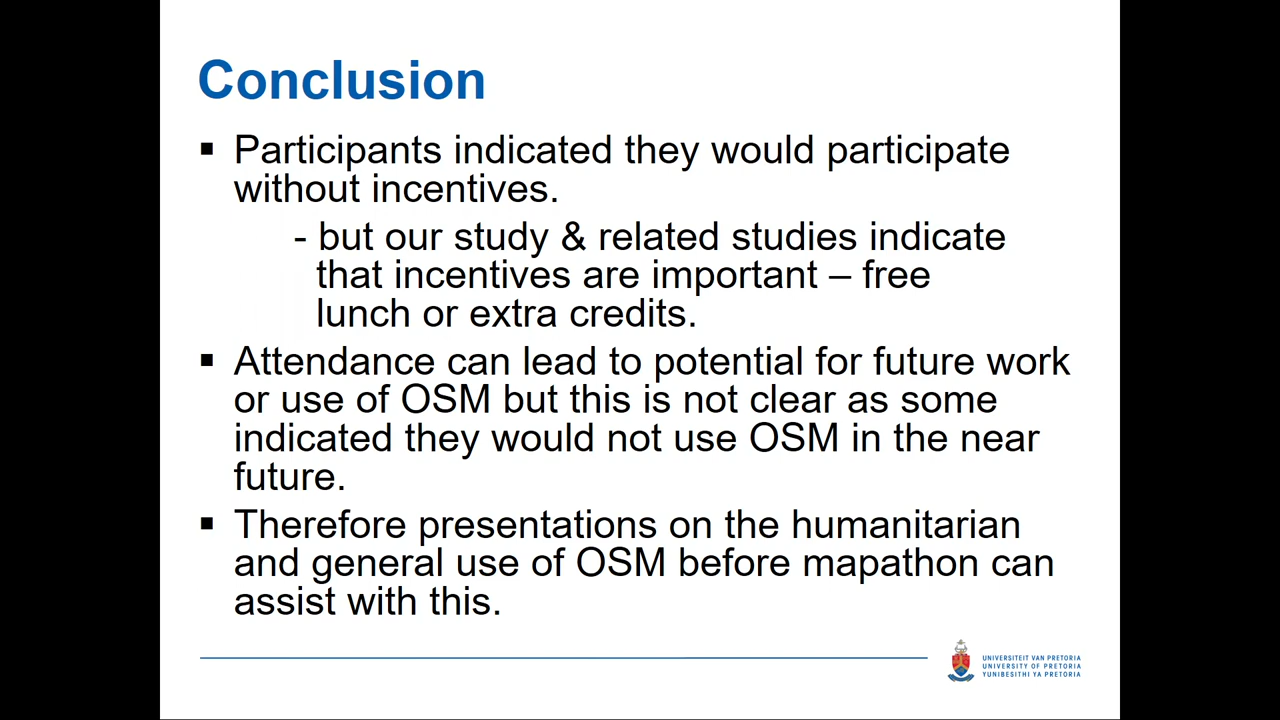 Conclusion
▪ Participants indicated they would participate
without incentives.
- but our study & related studies indicate
that incentives are important – free
lunch or extra credits.
▪ Attendance can lead to potential for future work
or use of OSM but this is not clear as some
indicated they would not use OSM in the near
future.
▪ Therefore presentations on the humanitarian
and general use of OSM before mapathon can
assist with this.
UNIVERSITEIT VAN PRETORIA
UNIVERSITY OF PRETORIA
YUNIBESITHI YA PRETORIA